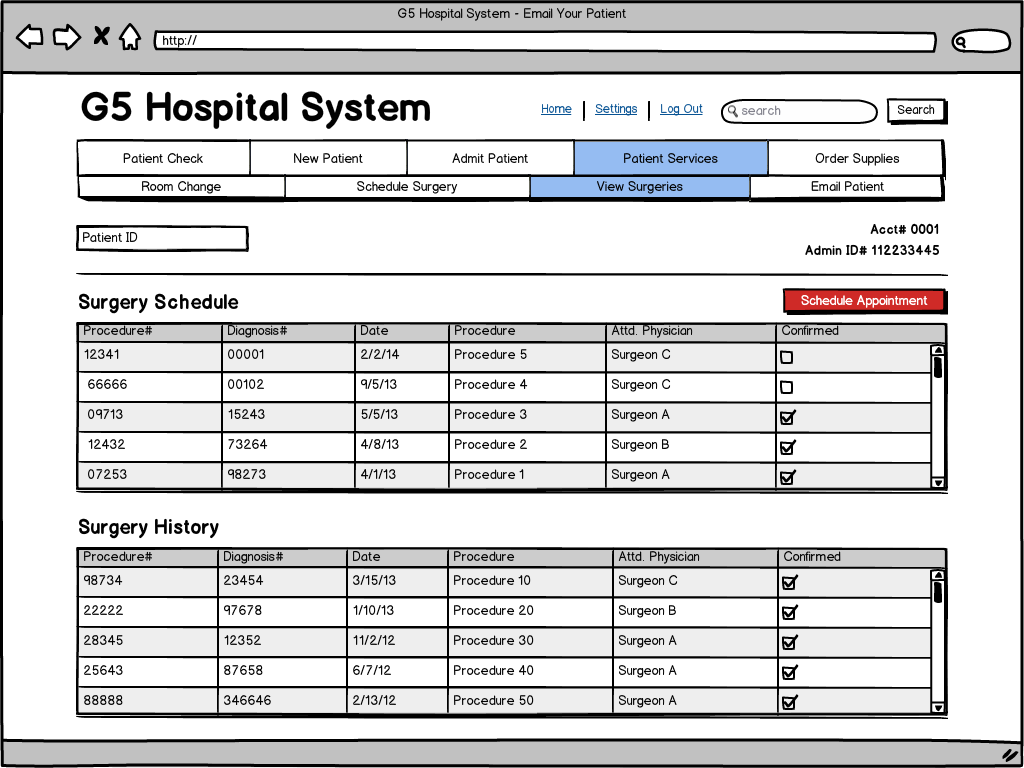 G5 Hospital System - Email Your Patient
http://
G5 Hospital System
Home Settings Log Out search Search
Patient Check New Patient Admit Patient Patient Services Order Supplies
Room Change Schedule Surgery View Surgeries Email Patient
Patient ID
Acct# 0001
Admin ID# 112233445
Surgery Schedule
Schedule Appointment
Procedure# Diagnosis# Date Procedure Attd. Physician Confirmed
12341 00001 2/2/14 Procedure 5 Surgeon C
66666 00102 9/5/13 Procedure 4 Surgeon C
09713 15243 5/5/13 Procedure 3 Surgeon A
12432 73264 4/8/13 Procedure 2 Surgeon B
07253 98273 4/1/13 Procedure 1 Surgeon A
Surgery History
Procedure# Diagnosis# Date Procedure Attd. Physician Confirmed
98734 23454 3/15/13 Procedure 10 Surgeon C
22222 97678 1/10/13 Procedure 20 Surgeon B
28345 12352 11/2/12 Procedure 30 Surgeon A
25643 87658 6/7/12 Procedure 40 Surgeon A
88888 346646 2/13/12 Procedure 50 Surgeon A